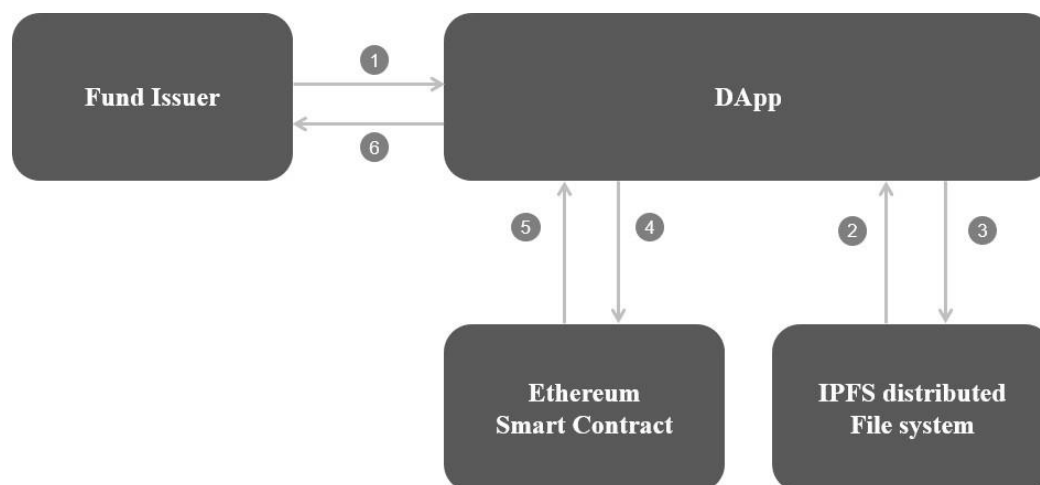 Fund Issuer
1
6
DApp
5
4
2
3
Ethereum
Smart Contract
IPFS distributed
File system